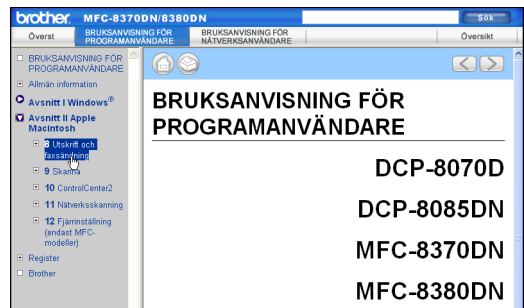 brother. MFC-8370DN/8380DN
Sök
Överst
BRUKSANVISNING FÖR
PROGRAMANVÄNDARE
BRUKSANVISNING FÖR
NÄTVERKSANVÄNDARE
Översikt
BRUKSANVISNING FÖR
PROGRAMANVÄNDARE
Allmän information
Avsnitt I Windows®
Avsnitt II Apple
Macintosh
8 Utskrift och
faxsändning
9 Skanna
10 ControlCenter2
11 Nätverksskanning
12 Fjärrinställning
(endast MFC-
modeller)
Register
Brother
BRUKSANVISNING FÖR
PROGRAMANVÄNDARE
DCP-8070D
DCP-8085DN
MFC-8370DN
MFC-8380DN